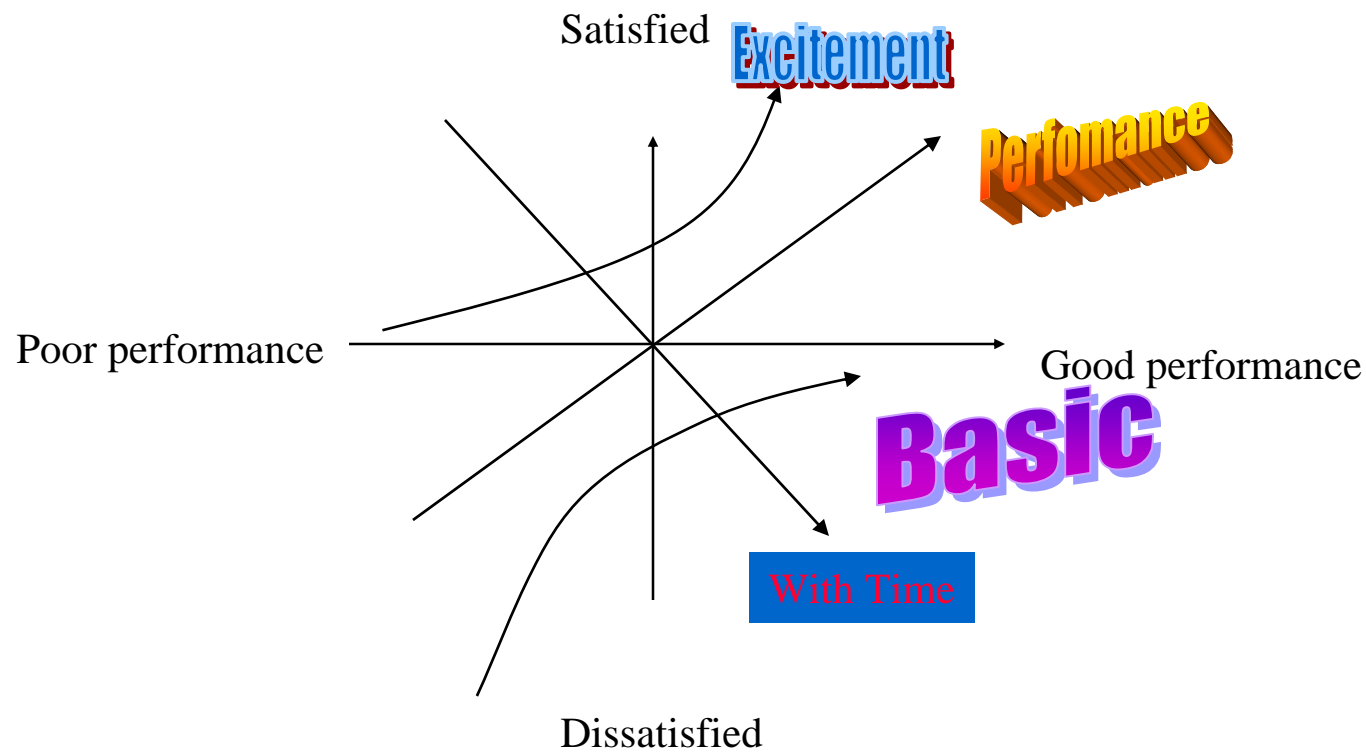 Satisfied
Excitement
Perfomance
Poor performance
Good performance
Basic
With Time
Dissatisfied